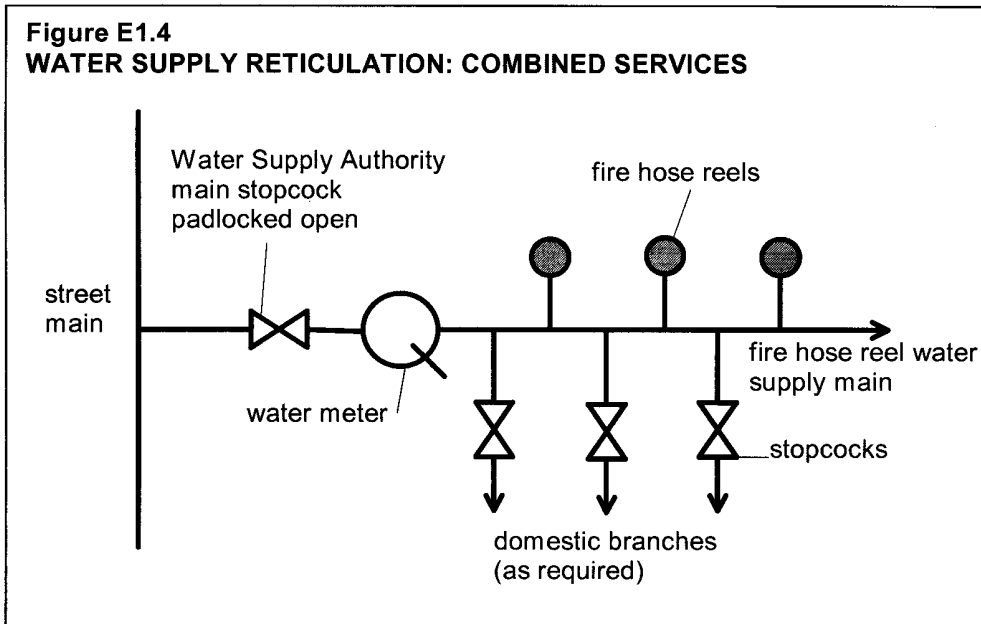 Figure E1.4
WATER SUPPLY RETICULATION: COMBINED SERVICES
Water Supply Authority
main stopcock
padlocked open
fire hose reels
street
main
fire hose reel water
supply main
water meter
stopcocks
domestic branches
(as required)